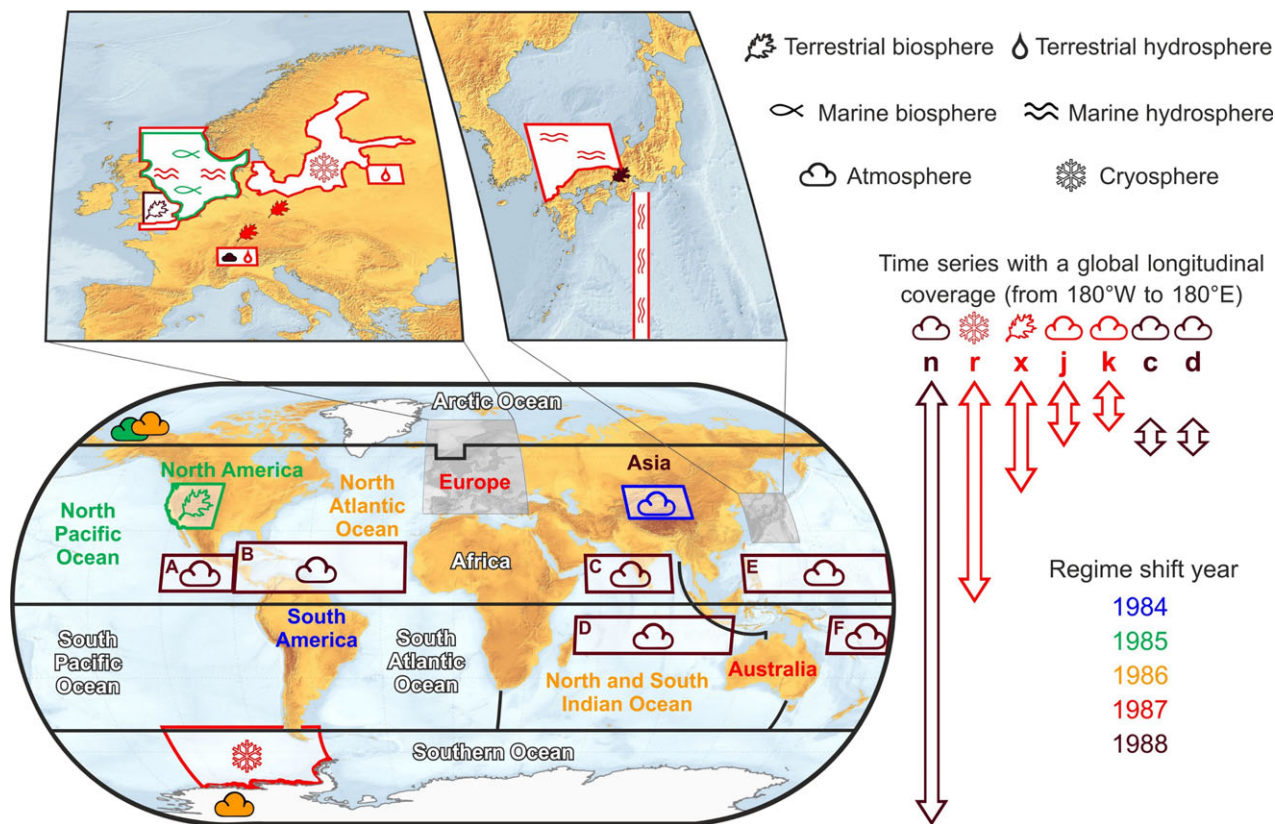 Terrestrial biosphere
Terrestrial hydrosphere
Marine biosphere
Marine hydrosphere
Atmosphere
Cryosphere
Time series with a global longitudinal
coverage (from 180°W to 180°E)
n r x j k c d
Arctic Ocean
North America
North
Atlantic
Ocean
Europe
Asia
North
Pacific
Ocean
A
B
Africa
C
E
South
America
South
Pacific
Ocean
South
Atlantic
Ocean
D
F
Australia
North and South
Indian Ocean
Southern Ocean
Regime shift year
1984
1985
1986
1987
1988